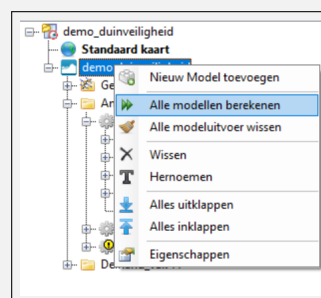 demo_duinveiligheid
Standaard kaart
Nieuw Model toevoegen
Alle modellen berekenen
Alle modeluitvoer wissen
Wissen
Hernoemen
Alles uitklappen
Alles inklappen
Eigenschappen